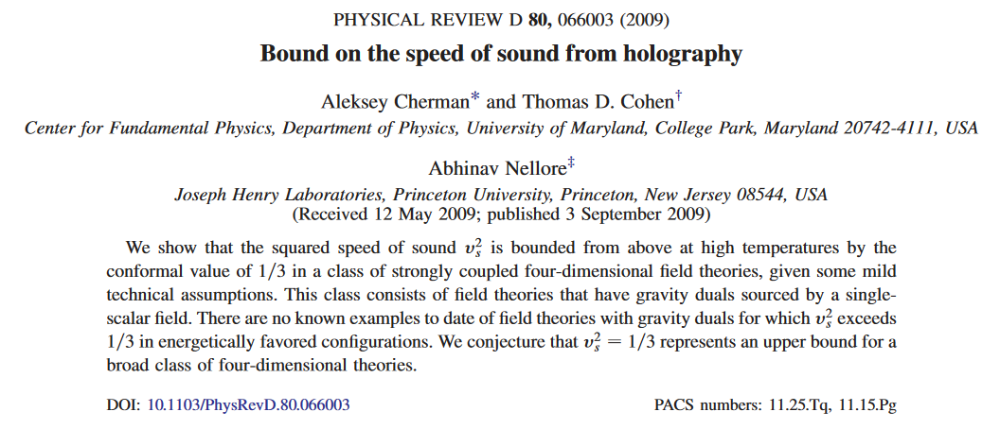 PHYSICAL REVIEW D 80, 066003 (2009)
Bound on the speed of sound from holography
Aleksey Cherman* and Thomas D. Cohen†
Center for Fundamental Physics, Department of Physics, University of Maryland, College Park, Maryland 20742-4111, USA
Abhinav Nellore‡
Joseph Henry Laboratories, Princeton University, Princeton, New Jersey 08544, USA
(Received 12 May 2009; published 3 September 2009)
We show that the squared speed of sound $v_s^2$ is bounded from above at high temperatures by the
conformal value of 1/3 in a class of strongly coupled four-dimensional field theories, given some mild
technical assumptions. This class consists of field theories that have gravity duals sourced by a single-
scalar field. There are no known examples to date of field theories with gravity duals for which $v_s^2$ exceeds
1/3 in energetically favored configurations. We conjecture that $v_s^2$ = 1/3 represents an upper bound for a
broad class of four-dimensional theories.
DOI: 10.1103/PhysRevD.80.066003 PACS numbers: 11.25.Tq, 11.15.Pg